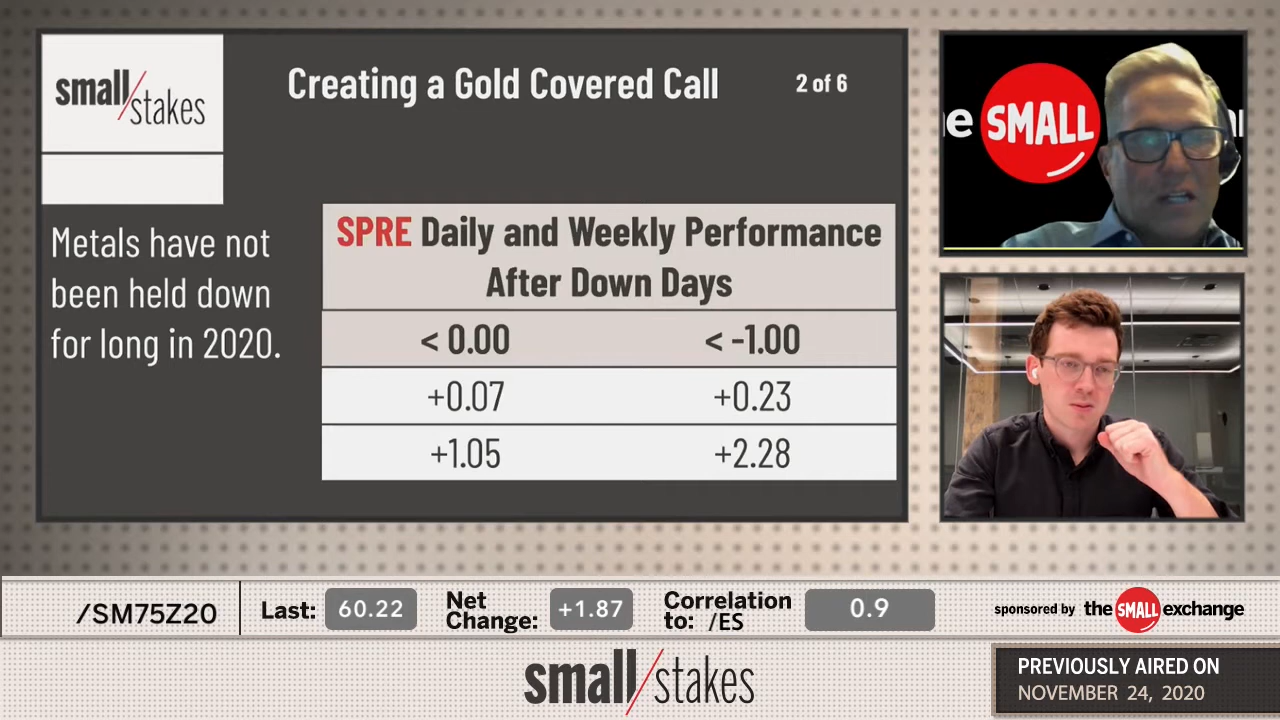 small/stakes
Creating a Gold Covered Call
2 of 6
Metals have not
been held down
for long in 2020.
SPRE Daily and Weekly Performance
After Down Days
< 0.00 < -1.00
+0.07 +0.23
+1.05 +2.28
SMALL
/SM75Z20
Last: 60.22
Net
Change: +1.87
Correlation
to: /ES 0.9
sponsored by the SMALL exchange
small/stakes
PREVIOUSLY AIRED ON
NOVEMBER 24, 2020